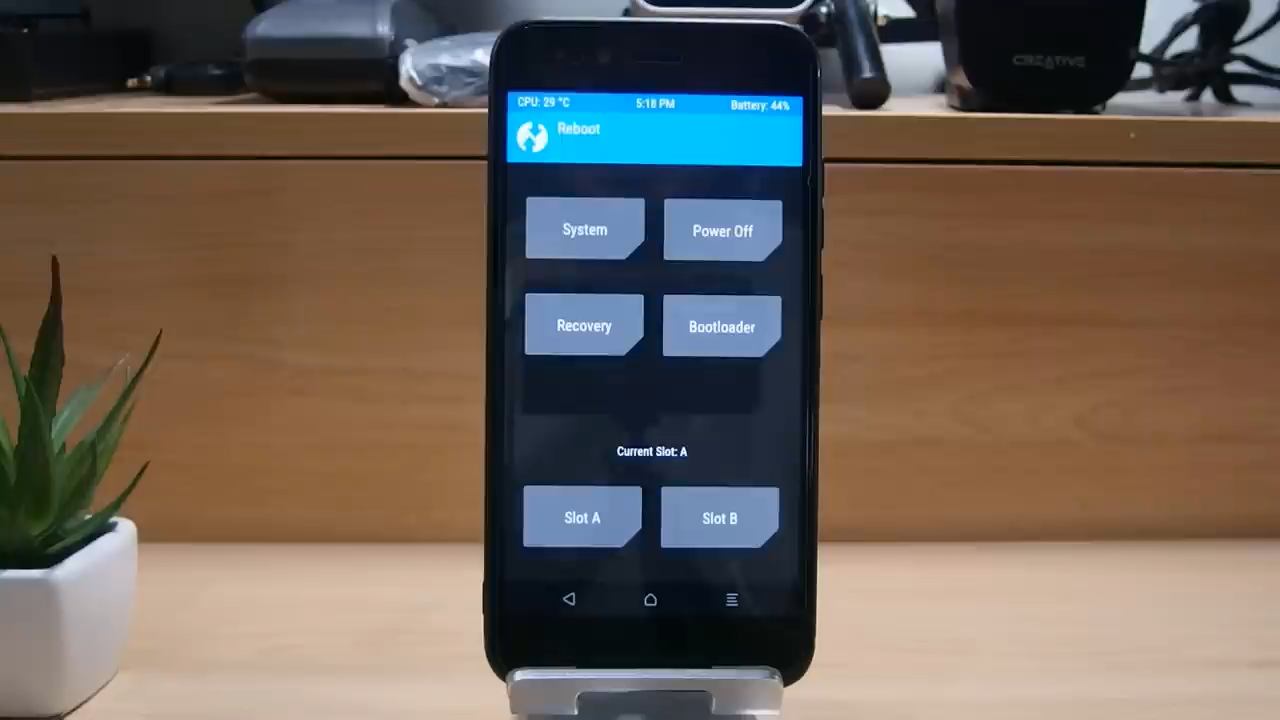 CREATIVE
CPU: 29 °C 5:18 PM Battery: 44%
Reboot
System Power Off
Recovery Bootloader
Current Slot: A
Slot A Slot B